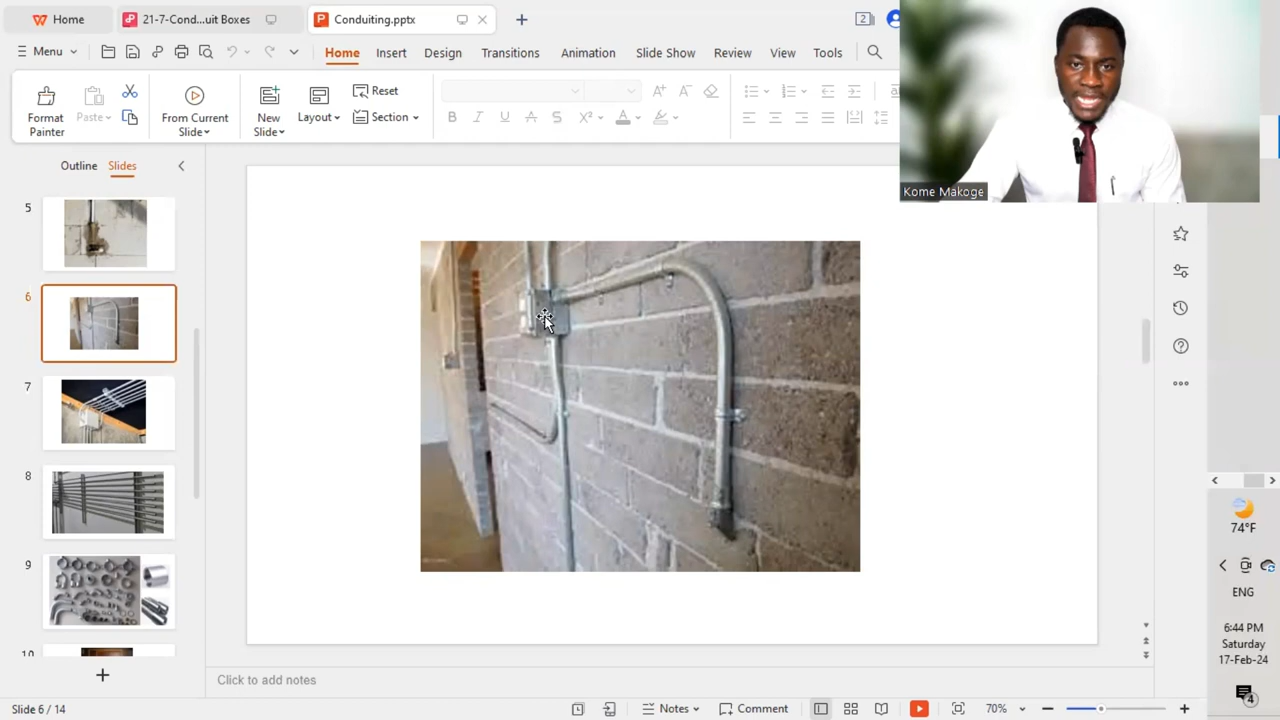 Home
21-7-Cond...uit Boxes
Conduiting.pptx
2
Menu
Home
Insert
Design
Transitions
Animation
Slide Show
Review
View
Tools
Format
Painter
From Current
Slide
New
Slide
Layout
Reset
Section
B
I
U
A
S
X²
A
Kome Makoge
Outline
Slides
5
6
7
8
9
10
Click to add notes
74°F
ENG
6:44 PM
Saturday
17-Feb-24
4
Slide 6 / 14
Notes
Comment
70%